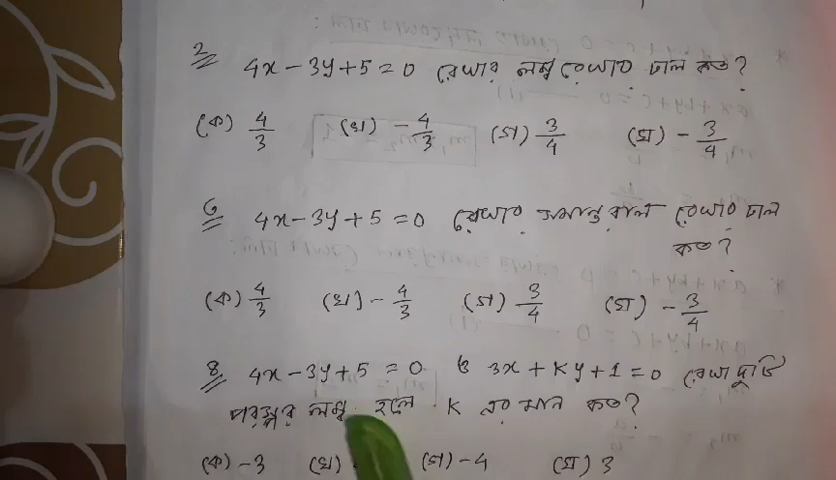 ২ 4x - 3y + 5 = 0 রেখার লম্ব রেখার ঢাল কত?
(ক) 4/3 (খ) - 4/3 (গ) 3/4 (ঘ) - 3/4
৩ 4x - 3y + 5 = 0 রেখার সমান্তরাল রেখার ঢাল
কত?
(ক) 4/3 (খ) - 4/3 (গ) 3/4 (ঘ) - 3/4
৪ 4x - 3y + 5 = 0 ও 3x + Ky + 1 = 0 রেখা দুটি
পরস্পর লম্ব হলে K এর মান কত?
(ক) -3 (খ) (গ) -4 (ঘ) 3